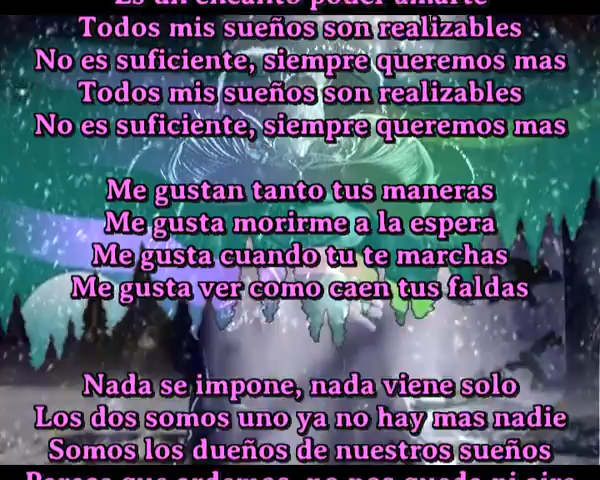 Es un encanto poder amarte
Todos mis sueños son realizables
No es suficiente, siempre queremos mas
Todos mis sueños son realizables
No es suficiente, siempre queremos mas
Me gustan tanto tus maneras
Me gusta morirme a la espera
Me gusta cuando tu te marchas
Me gusta ver como caen tus faldas
Nada se impone, nada viene solo
Los dos somos uno ya no hay mas nadie
Somos los dueños de nuestros sueños
Parece que ardemos, no nos queda ni aire